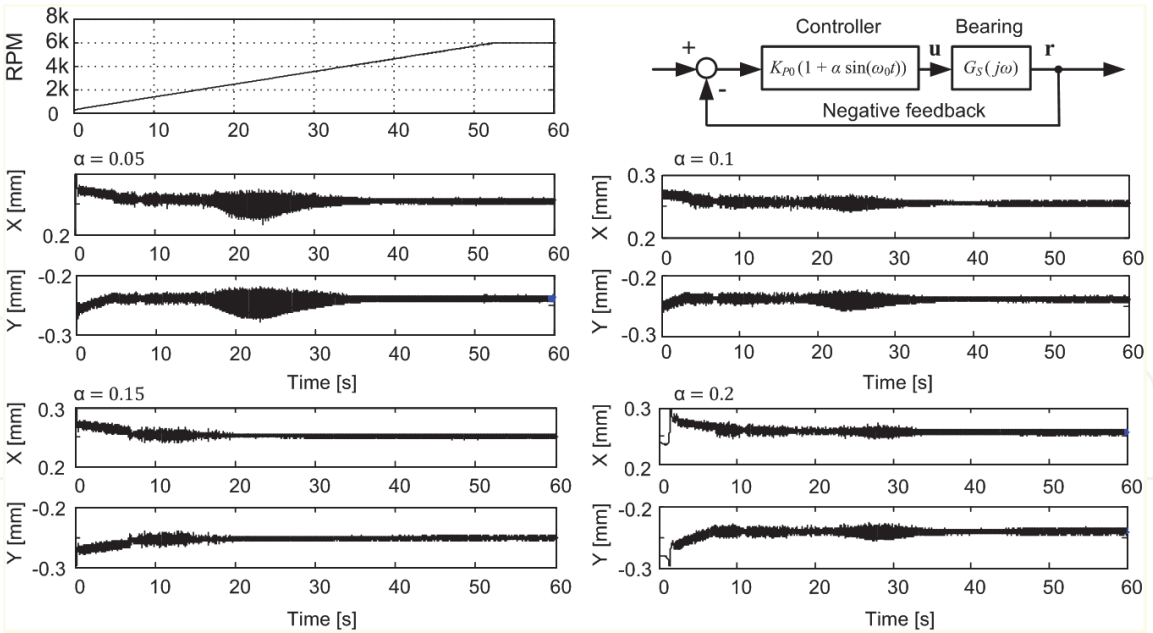 8k
6k
4k
2k
0
RPM
0 10 20 30 40 50 60
Controller
Bearing
+
-
K_{P0}(1 + α sin(ω_0t))
u
G_S(jω)
r
Negative feedback
α = 0.05
X [mm]
0.2
0 10 20 30 40 50 60
-0.2
Y [mm]
-0.3
0 10 20 30 40 50 60
Time [s]
α = 0.1
0.3
X [mm]
0.2
0 10 20 30 40 50 60
-0.2
Y [mm]
-0.3
0 10 20 30 40 50 60
Time [s]
α = 0.15
0.3
X [mm]
0.2
0 10 20 30 40 50 60
-0.2
Y [mm]
-0.3
0 10 20 30 40 50 60
Time [s]
α = 0.2
0.3
X [mm]
0.2
0 10 20 30 40 50 60
-0.2
Y [mm]
-0.3
0 10 20 30 40 50 60
Time [s]